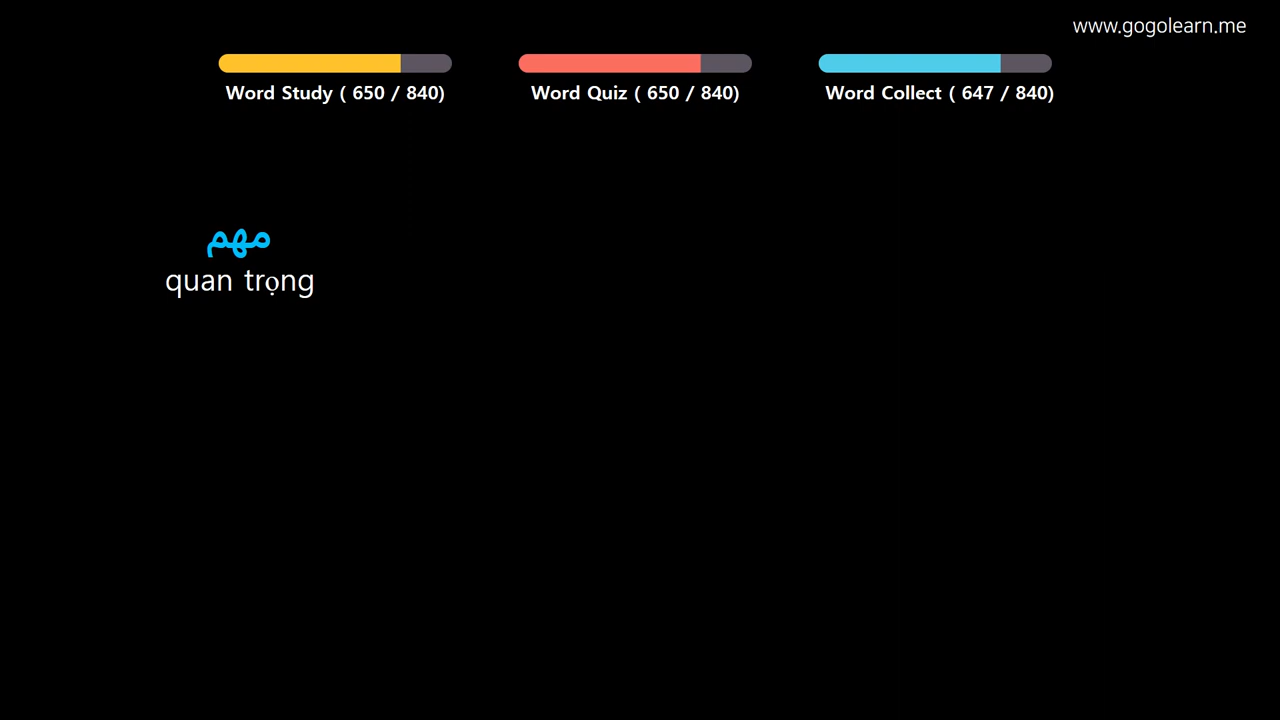 www.gogolearn.me
Word Study ( 650 / 840)
Word Quiz ( 650 / 840)
Word Collect ( 647 / 840)
مهم
quan trọng